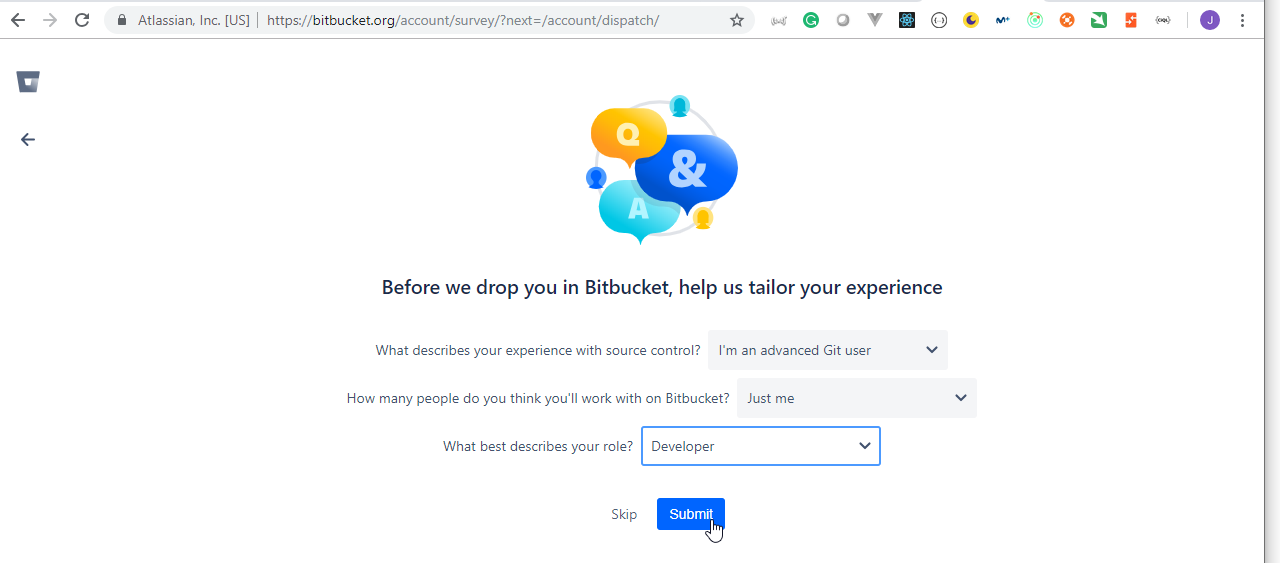 Atlassian, Inc. [US] | https://bitbucket.org/account/survey/?next=/account/dispatch/
J
Q
&
A
Before we drop you in Bitbucket, help us tailor your experience
What describes your experience with source control? I'm an advanced Git user
How many people do you think you'll work with on Bitbucket? Just me
What best describes your role? Developer
Skip Submit